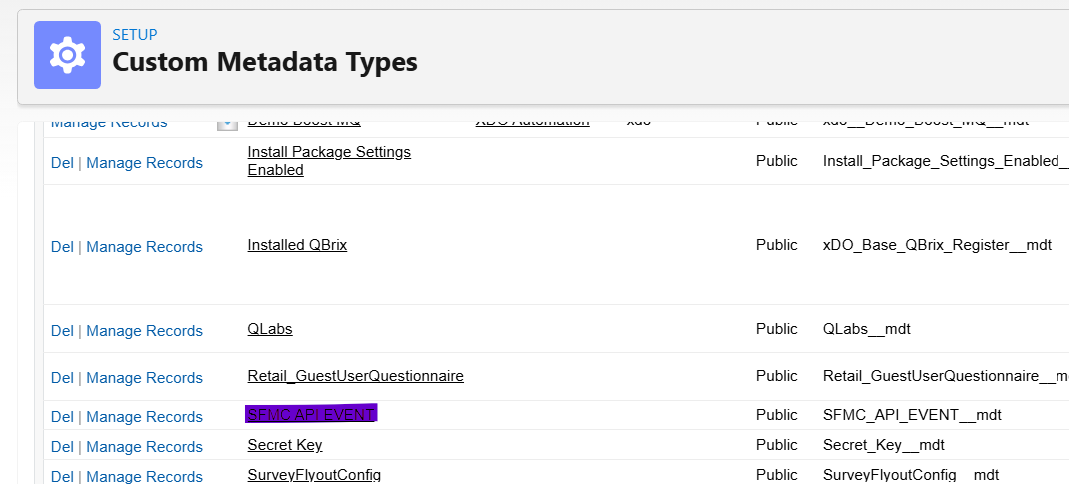 SETUP
Custom Metadata Types
Manage Records Demo Boost MQ XDO Automation xdo Public xdo__Demo_Boost_MQ__mdt
Del | Manage Records Install Package Settings Enabled Public Install_Package_Settings_Enabled__
Del | Manage Records Installed QBrix Public xDO_Base_QBrix_Register__mdt
Del | Manage Records QLabs Public QLabs__mdt
Del | Manage Records Retail_GuestUserQuestionnaire Public Retail_GuestUserQuestionnaire__m
Del | Manage Records SFMC API EVENT Public SFMC_API_EVENT__mdt
Del | Manage Records Secret Key Public Secret_Key__mdt
Del | Manage Records SurveyFlyoutConfig Public SurveyFlyoutConfig__mdt